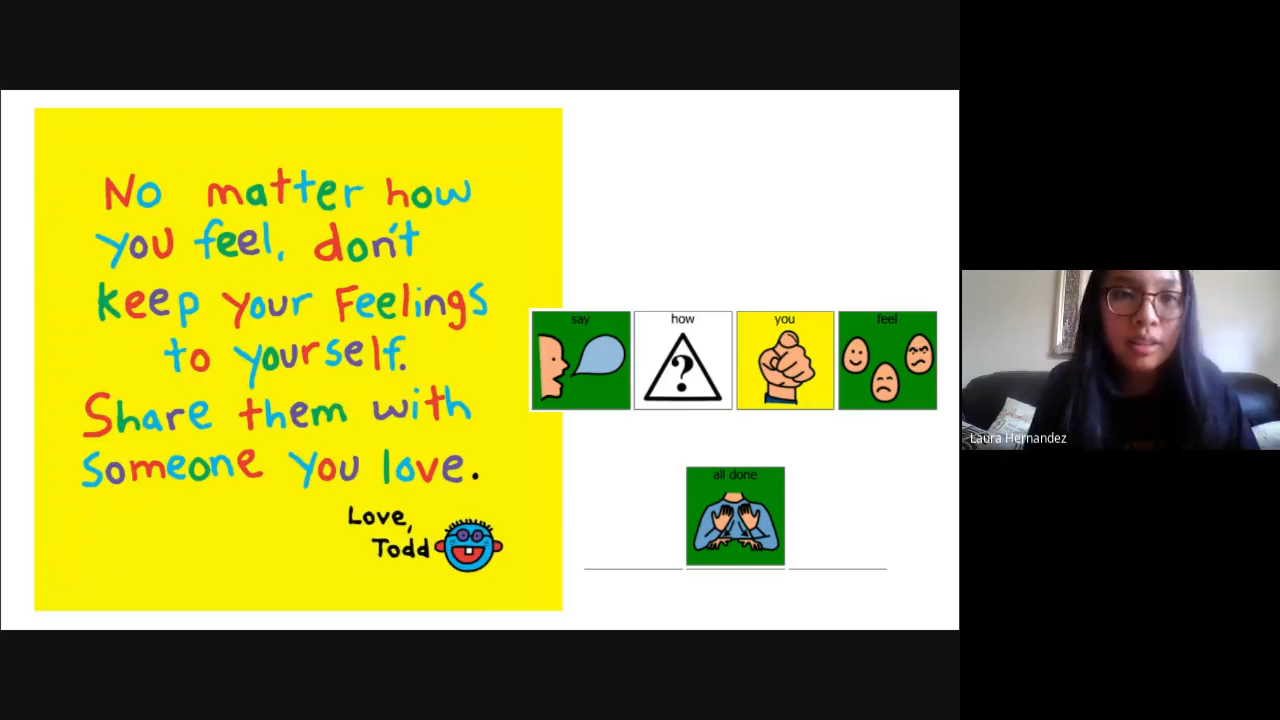 No matter how
you feel, don't
keep your Feelings
to yourself.
Share them with
someone you love.
Love,
Todd
say
how
you
feel
?
all done
Laura Hernandez